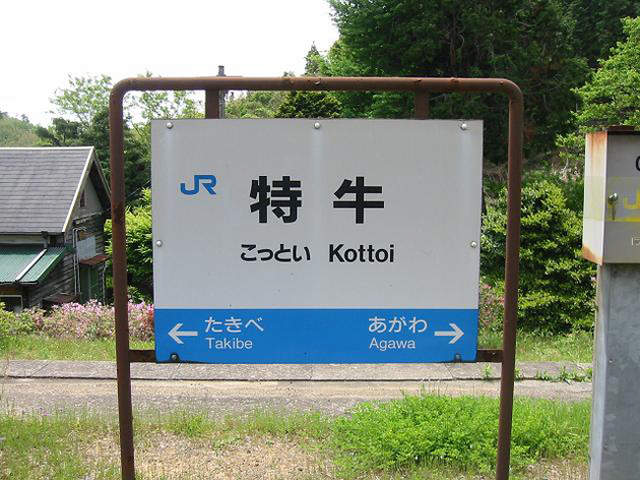 JR 特牛
こっとい Kottoi
← たきべ あがわ →
Takibe Agawa